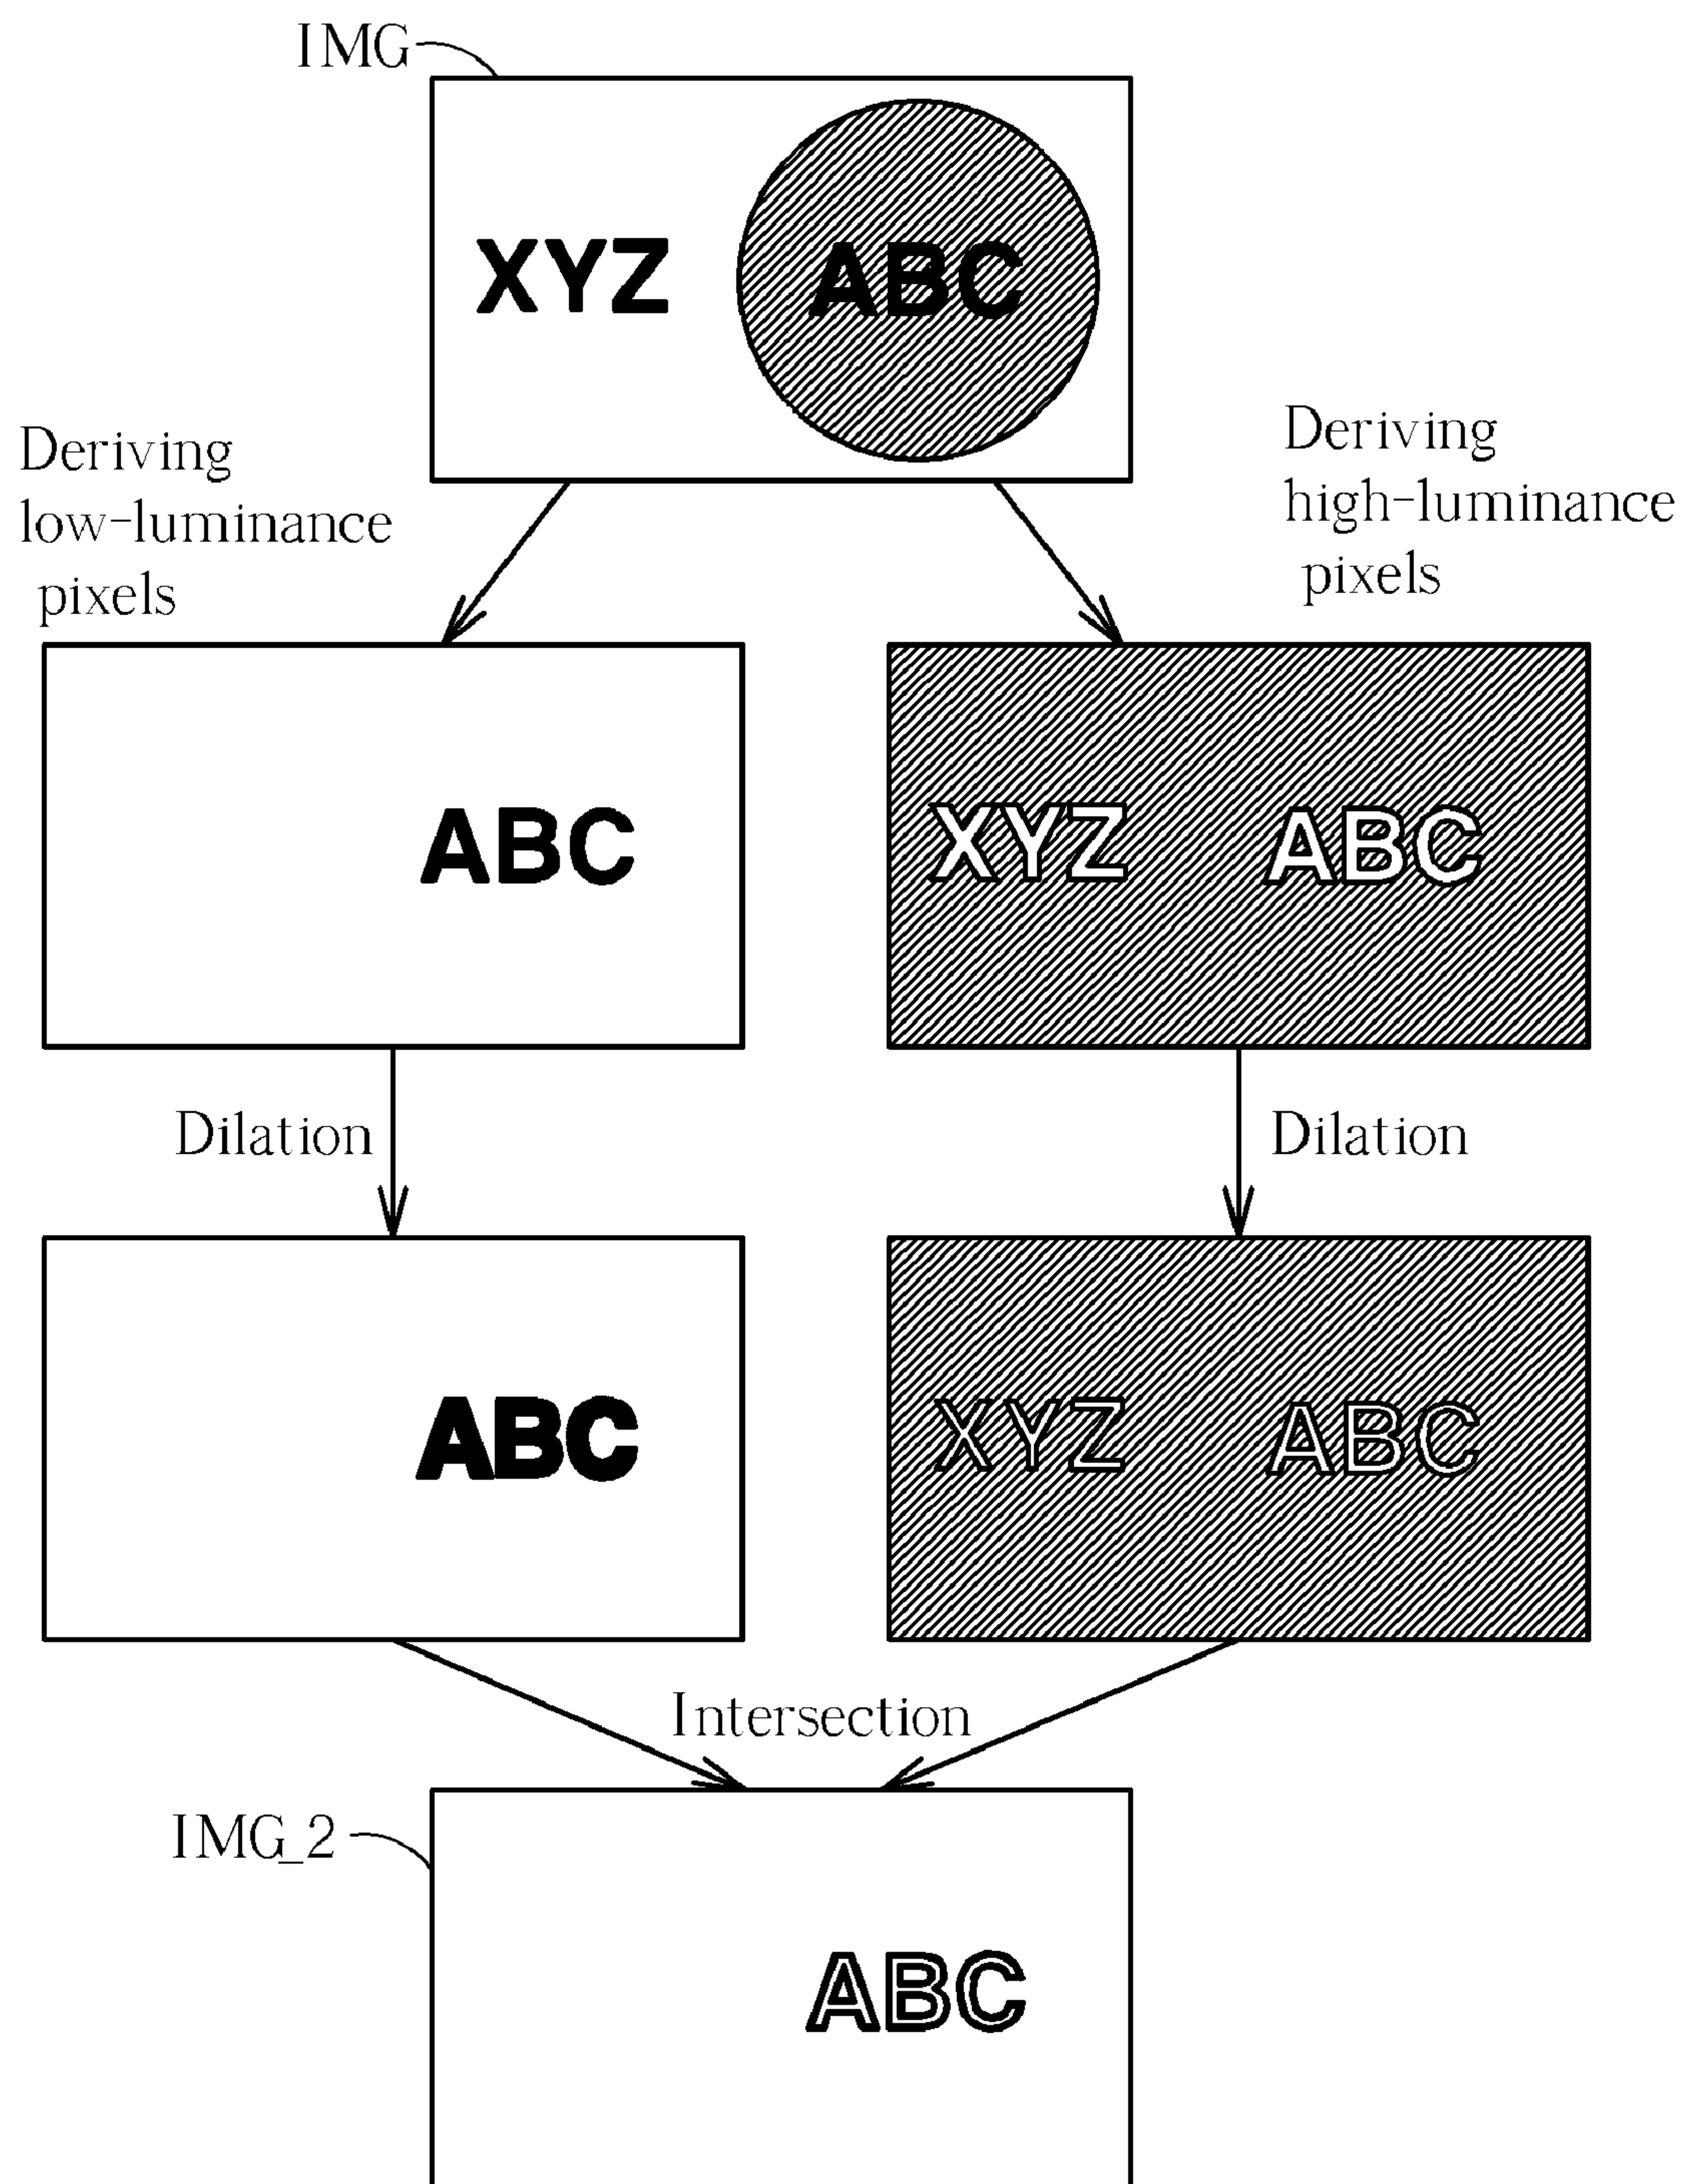 IMG
XYZ ABC
Deriving
low-luminance
pixels
Deriving
high-luminance
pixels
ABC
XYZ ABC
Dilation
Dilation
ABC
XYZ ABC
Intersection
IMG_2
ABC